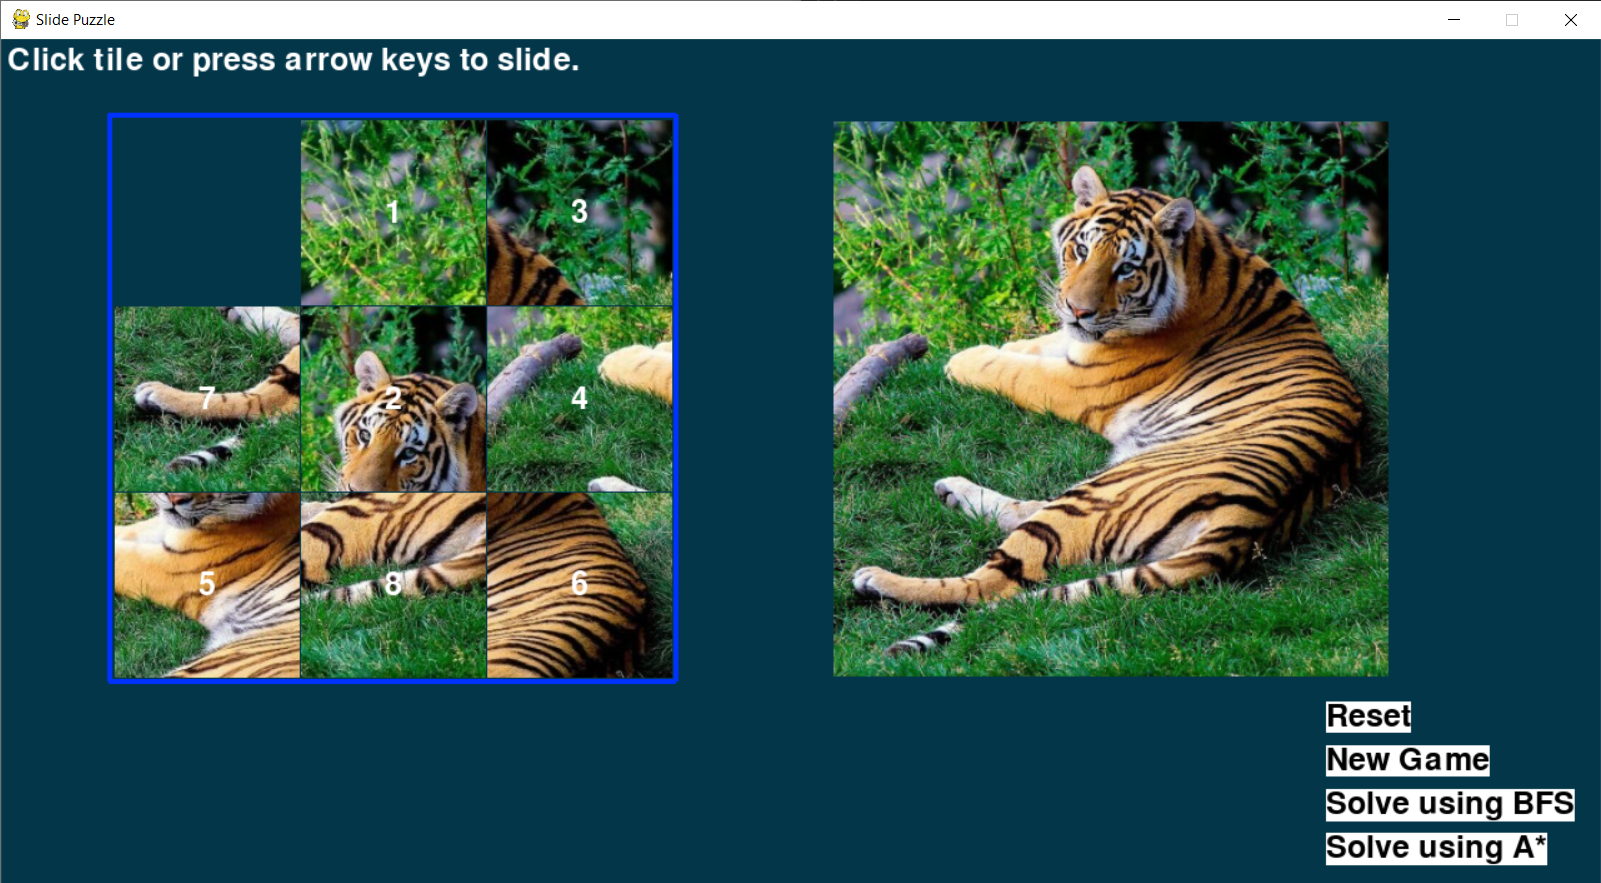 Slide Puzzle
Click tile or press arrow keys to slide.
1 3
7 2 4
5 8 6
Reset
New Game
Solve using BFS
Solve using A*